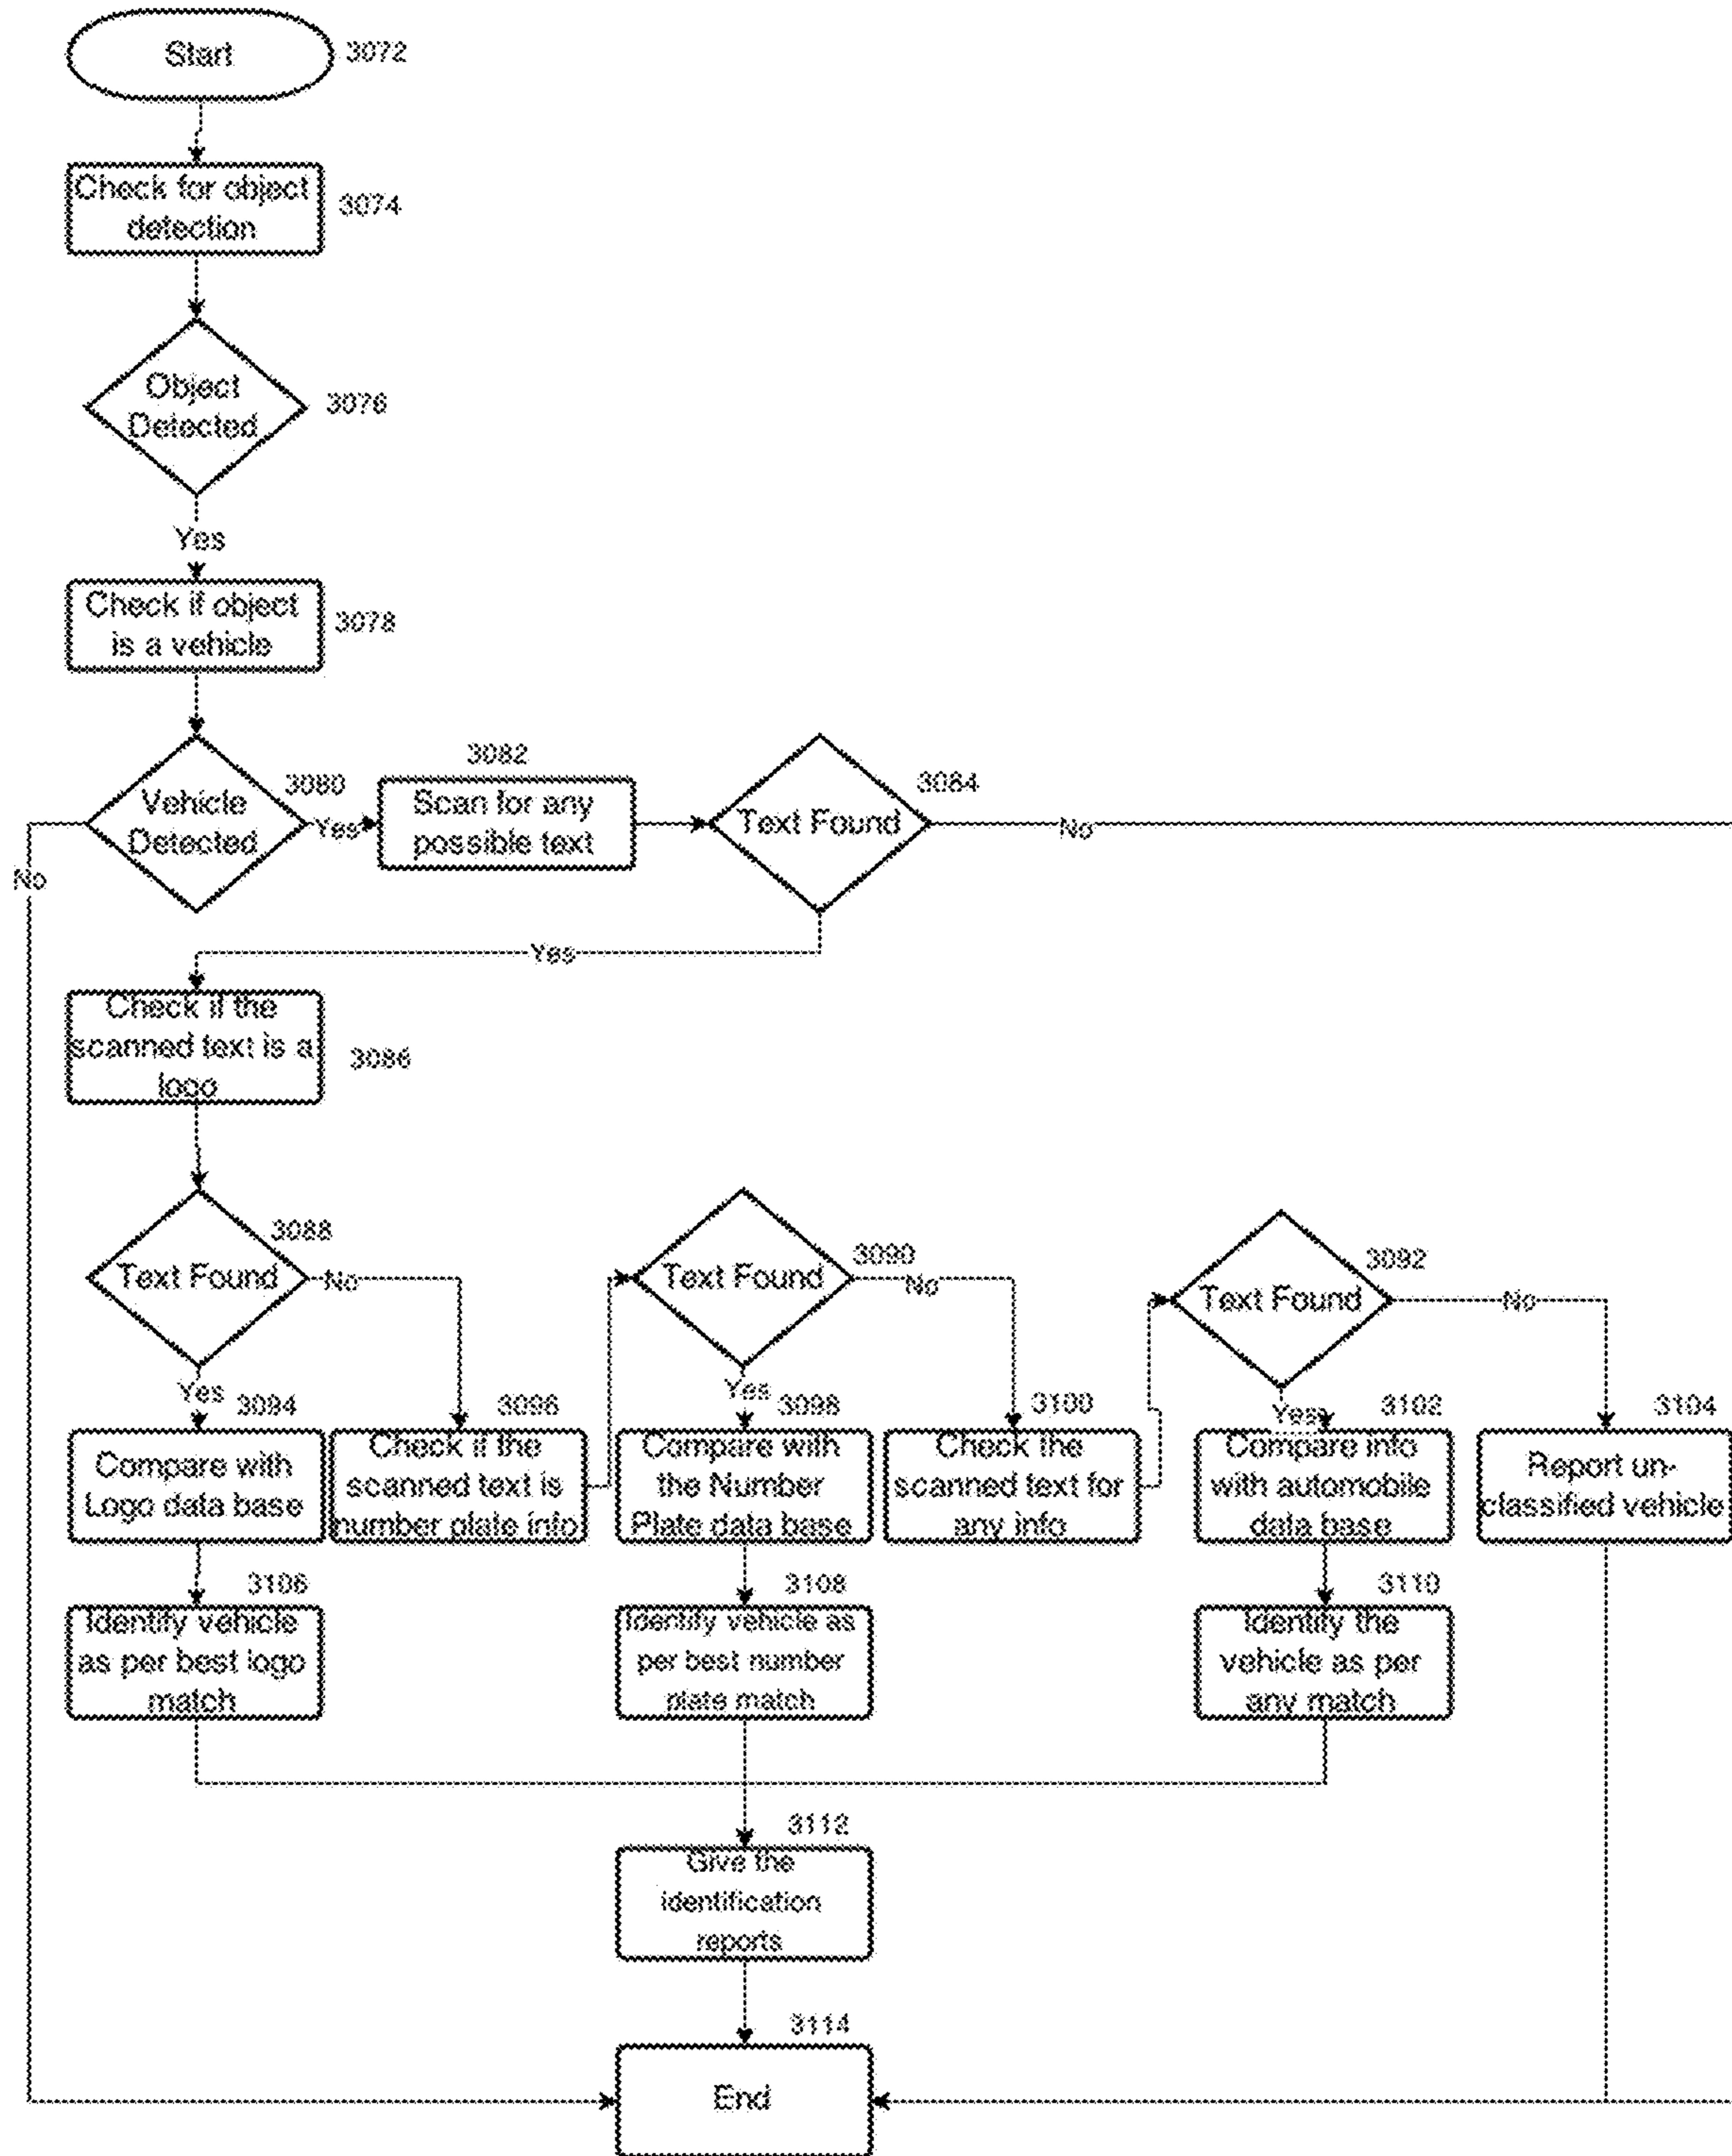 Start
3072
Check for object
detection
3074
Object
Detected
3076
Yes
Check if object
is a vehicle
3078
Vehicle
Detected
3080
Yes
No
3082
Scan for any
possible text
Text Found
3084
No
Yes
Check if the
scanned text is a
logo
3086
Text Found
3088
No
Yes
Text Found
3090
No
Yes
Text Found
3092
No
Yes
3094
Compare with
Logo data base
3096
Check if the
scanned text is
number plate info
3098
Compare with
the Number
Plate data base
3100
Check the
scanned text for
any info
3102
Compare info
with automobile
data base
3104
Report un-
classified vehicle
3106
Identify vehicle
as per best logo
match
3108
Identify vehicle as
per best number
plate match
3110
Identify the
vehicle as per
any match
3112
Give the
identification
reports
3114
End